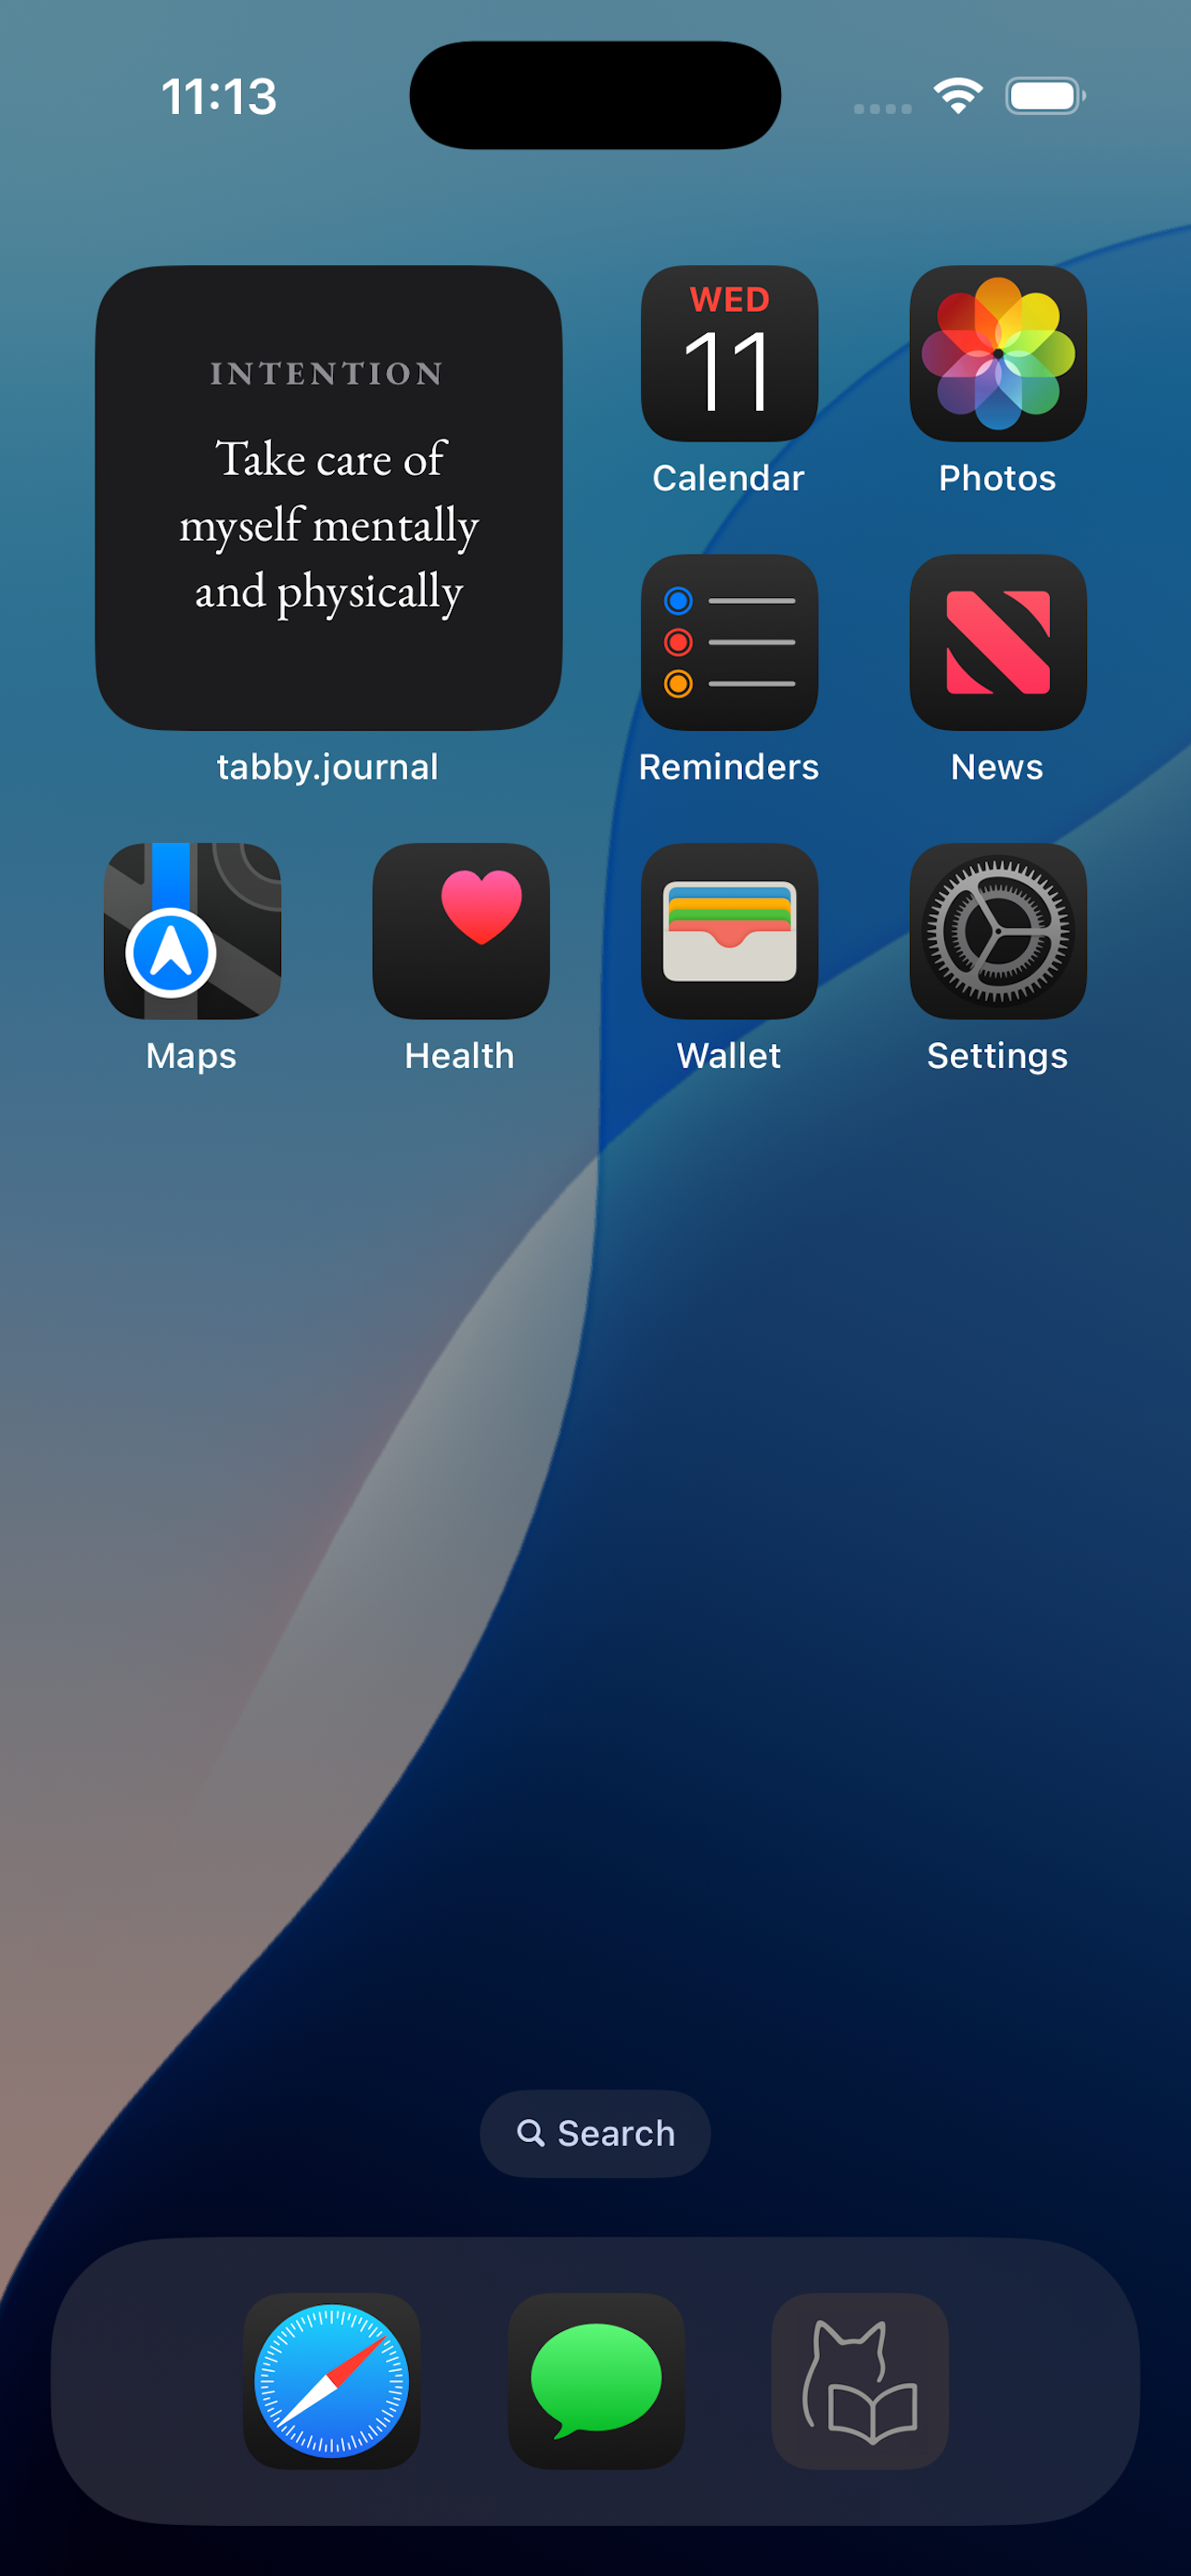 11:13
INTENTION
Take care of
myself mentally
and physically
tabby.journal
WED
11
Calendar
Photos
Reminders
News
Maps
Health
Wallet
Settings
Search